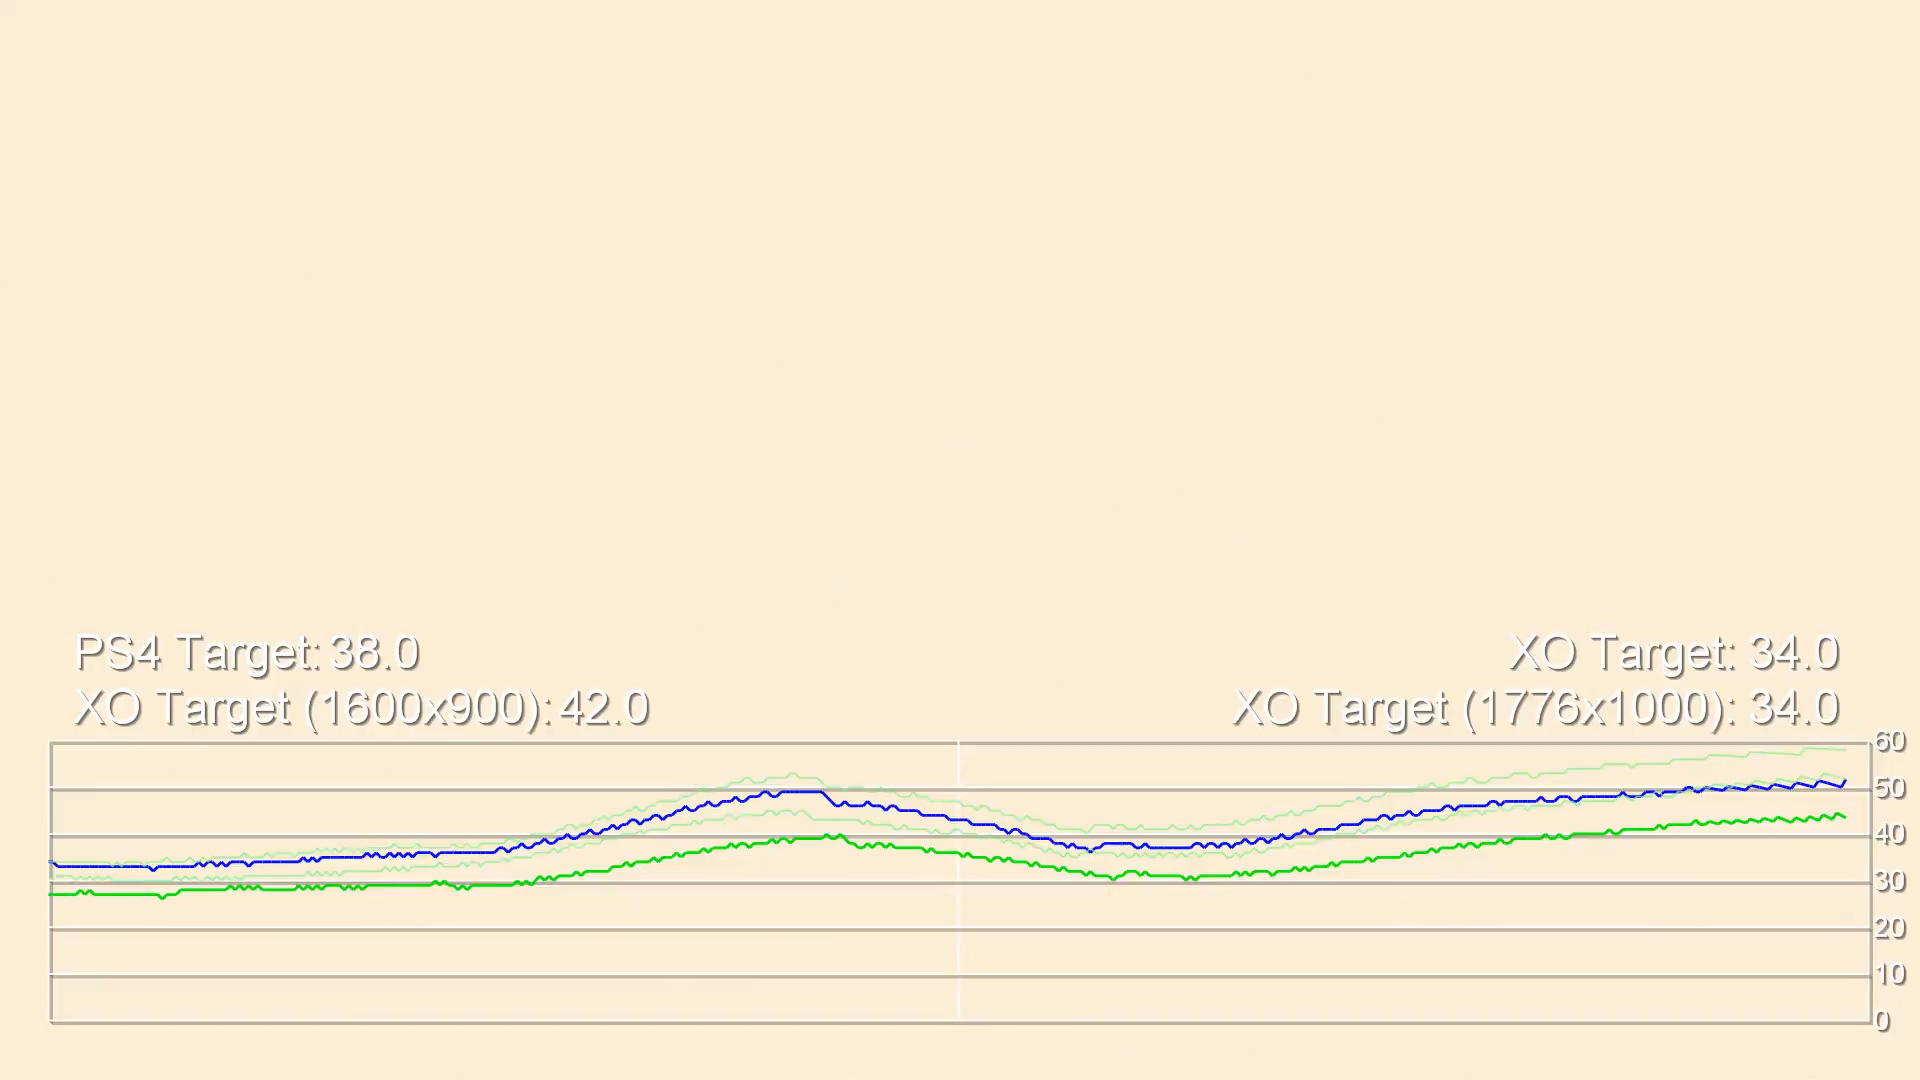 PS4 Target: 38.0
XO Target: 34.0
XO Target (1600x900): 42.0
XO Target (1776x1000): 34.0
60
50
40
30
20
10
0